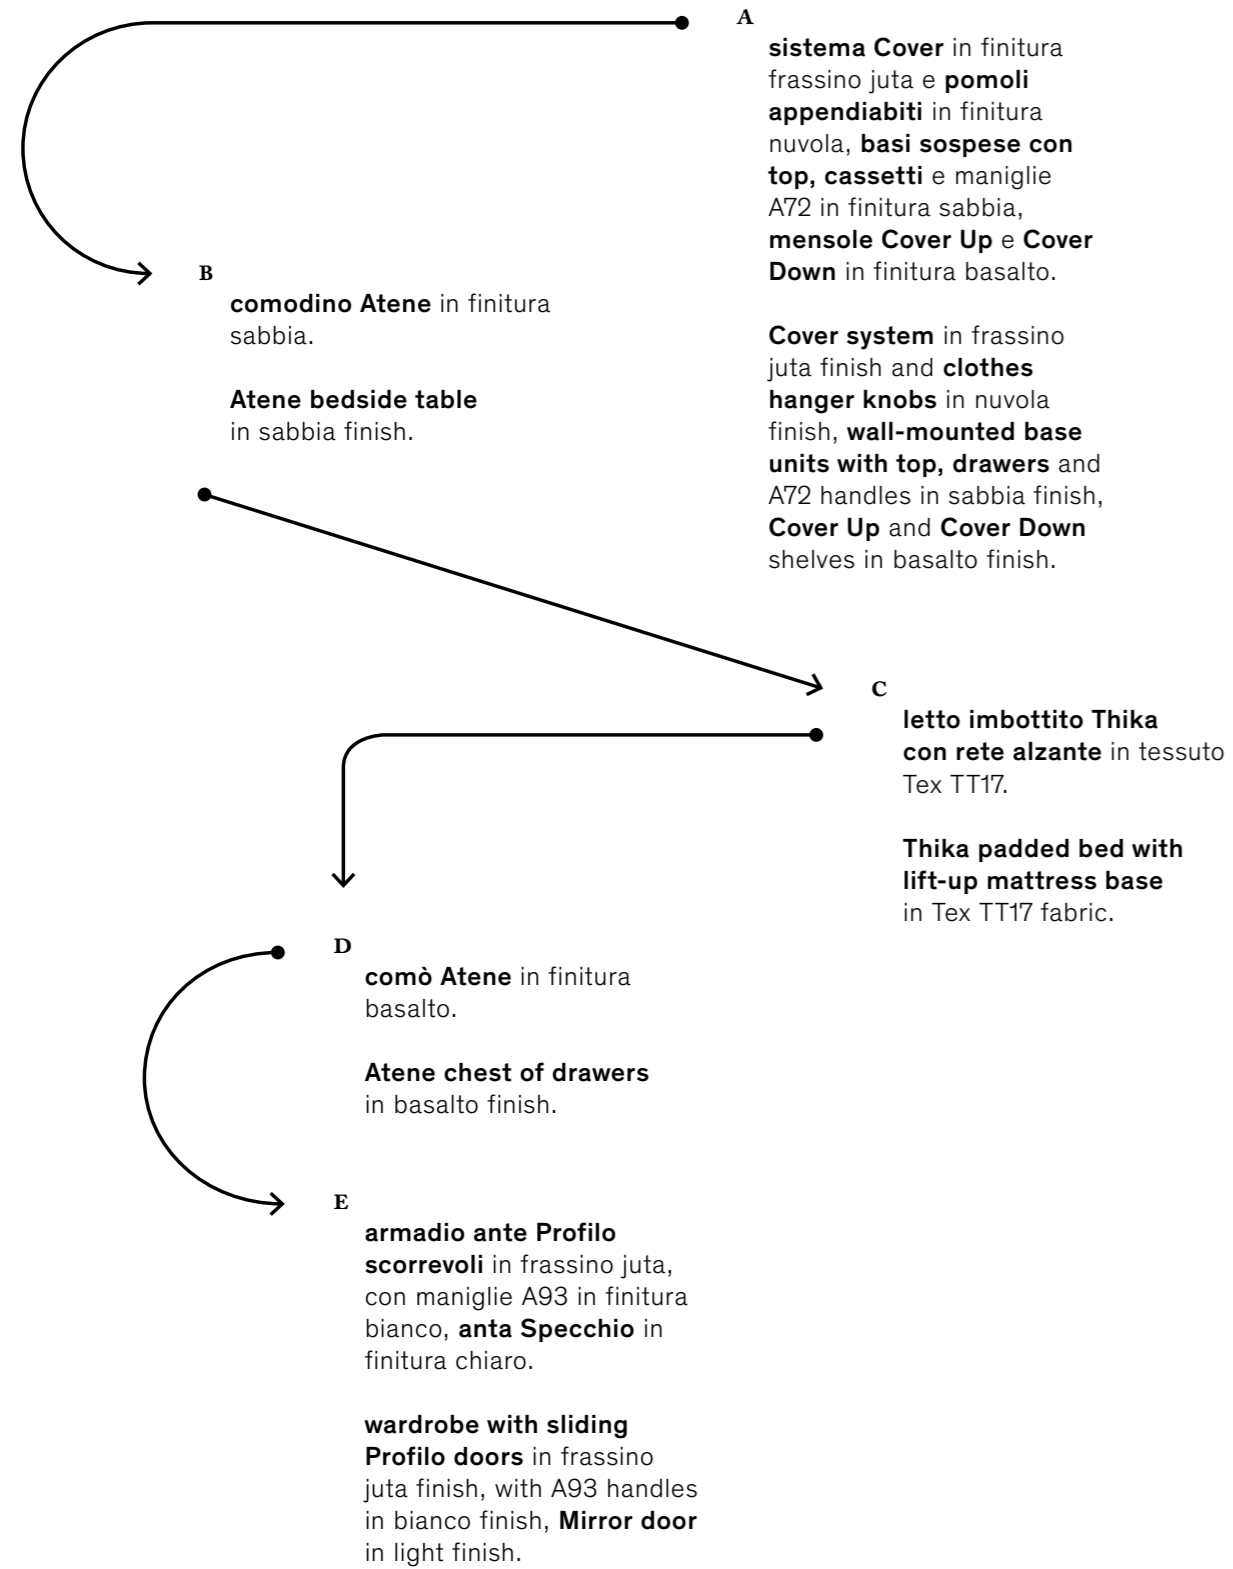 A
sistema Cover in finitura
frassino juta e pomoli
appendiabiti in finitura
nuvola, basi sospese con
top, cassetti e maniglie
A72 in finitura sabbia,
mensole Cover Up e Cover
Down in finitura basalto.
Cover system in frassino
juta finish and clothes
hanger knobs in nuvola
finish, wall-mounted base
units with top, drawers and
A72 handles in sabbia finish,
Cover Up and Cover Down
shelves in basalto finish.
B
comodino Atene in finitura
sabbia.
Atene bedside table
in sabbia finish.
C
letto imbottito Thika
con rete alzante in tessuto
Tex TT17.
Thika padded bed with
lift-up mattress base
in Tex TT17 fabric.
D
comò Atene in finitura
basalto.
Atene chest of drawers
in basalto finish.
E
armadio ante Profilo
scorrevoli in frassino juta,
con maniglie A93 in finitura
bianco, anta Specchio in
finitura chiaro.
wardrobe with sliding
Profilo doors in frassino
juta finish, with A93 handles
in bianco finish, Mirror door
in light finish.